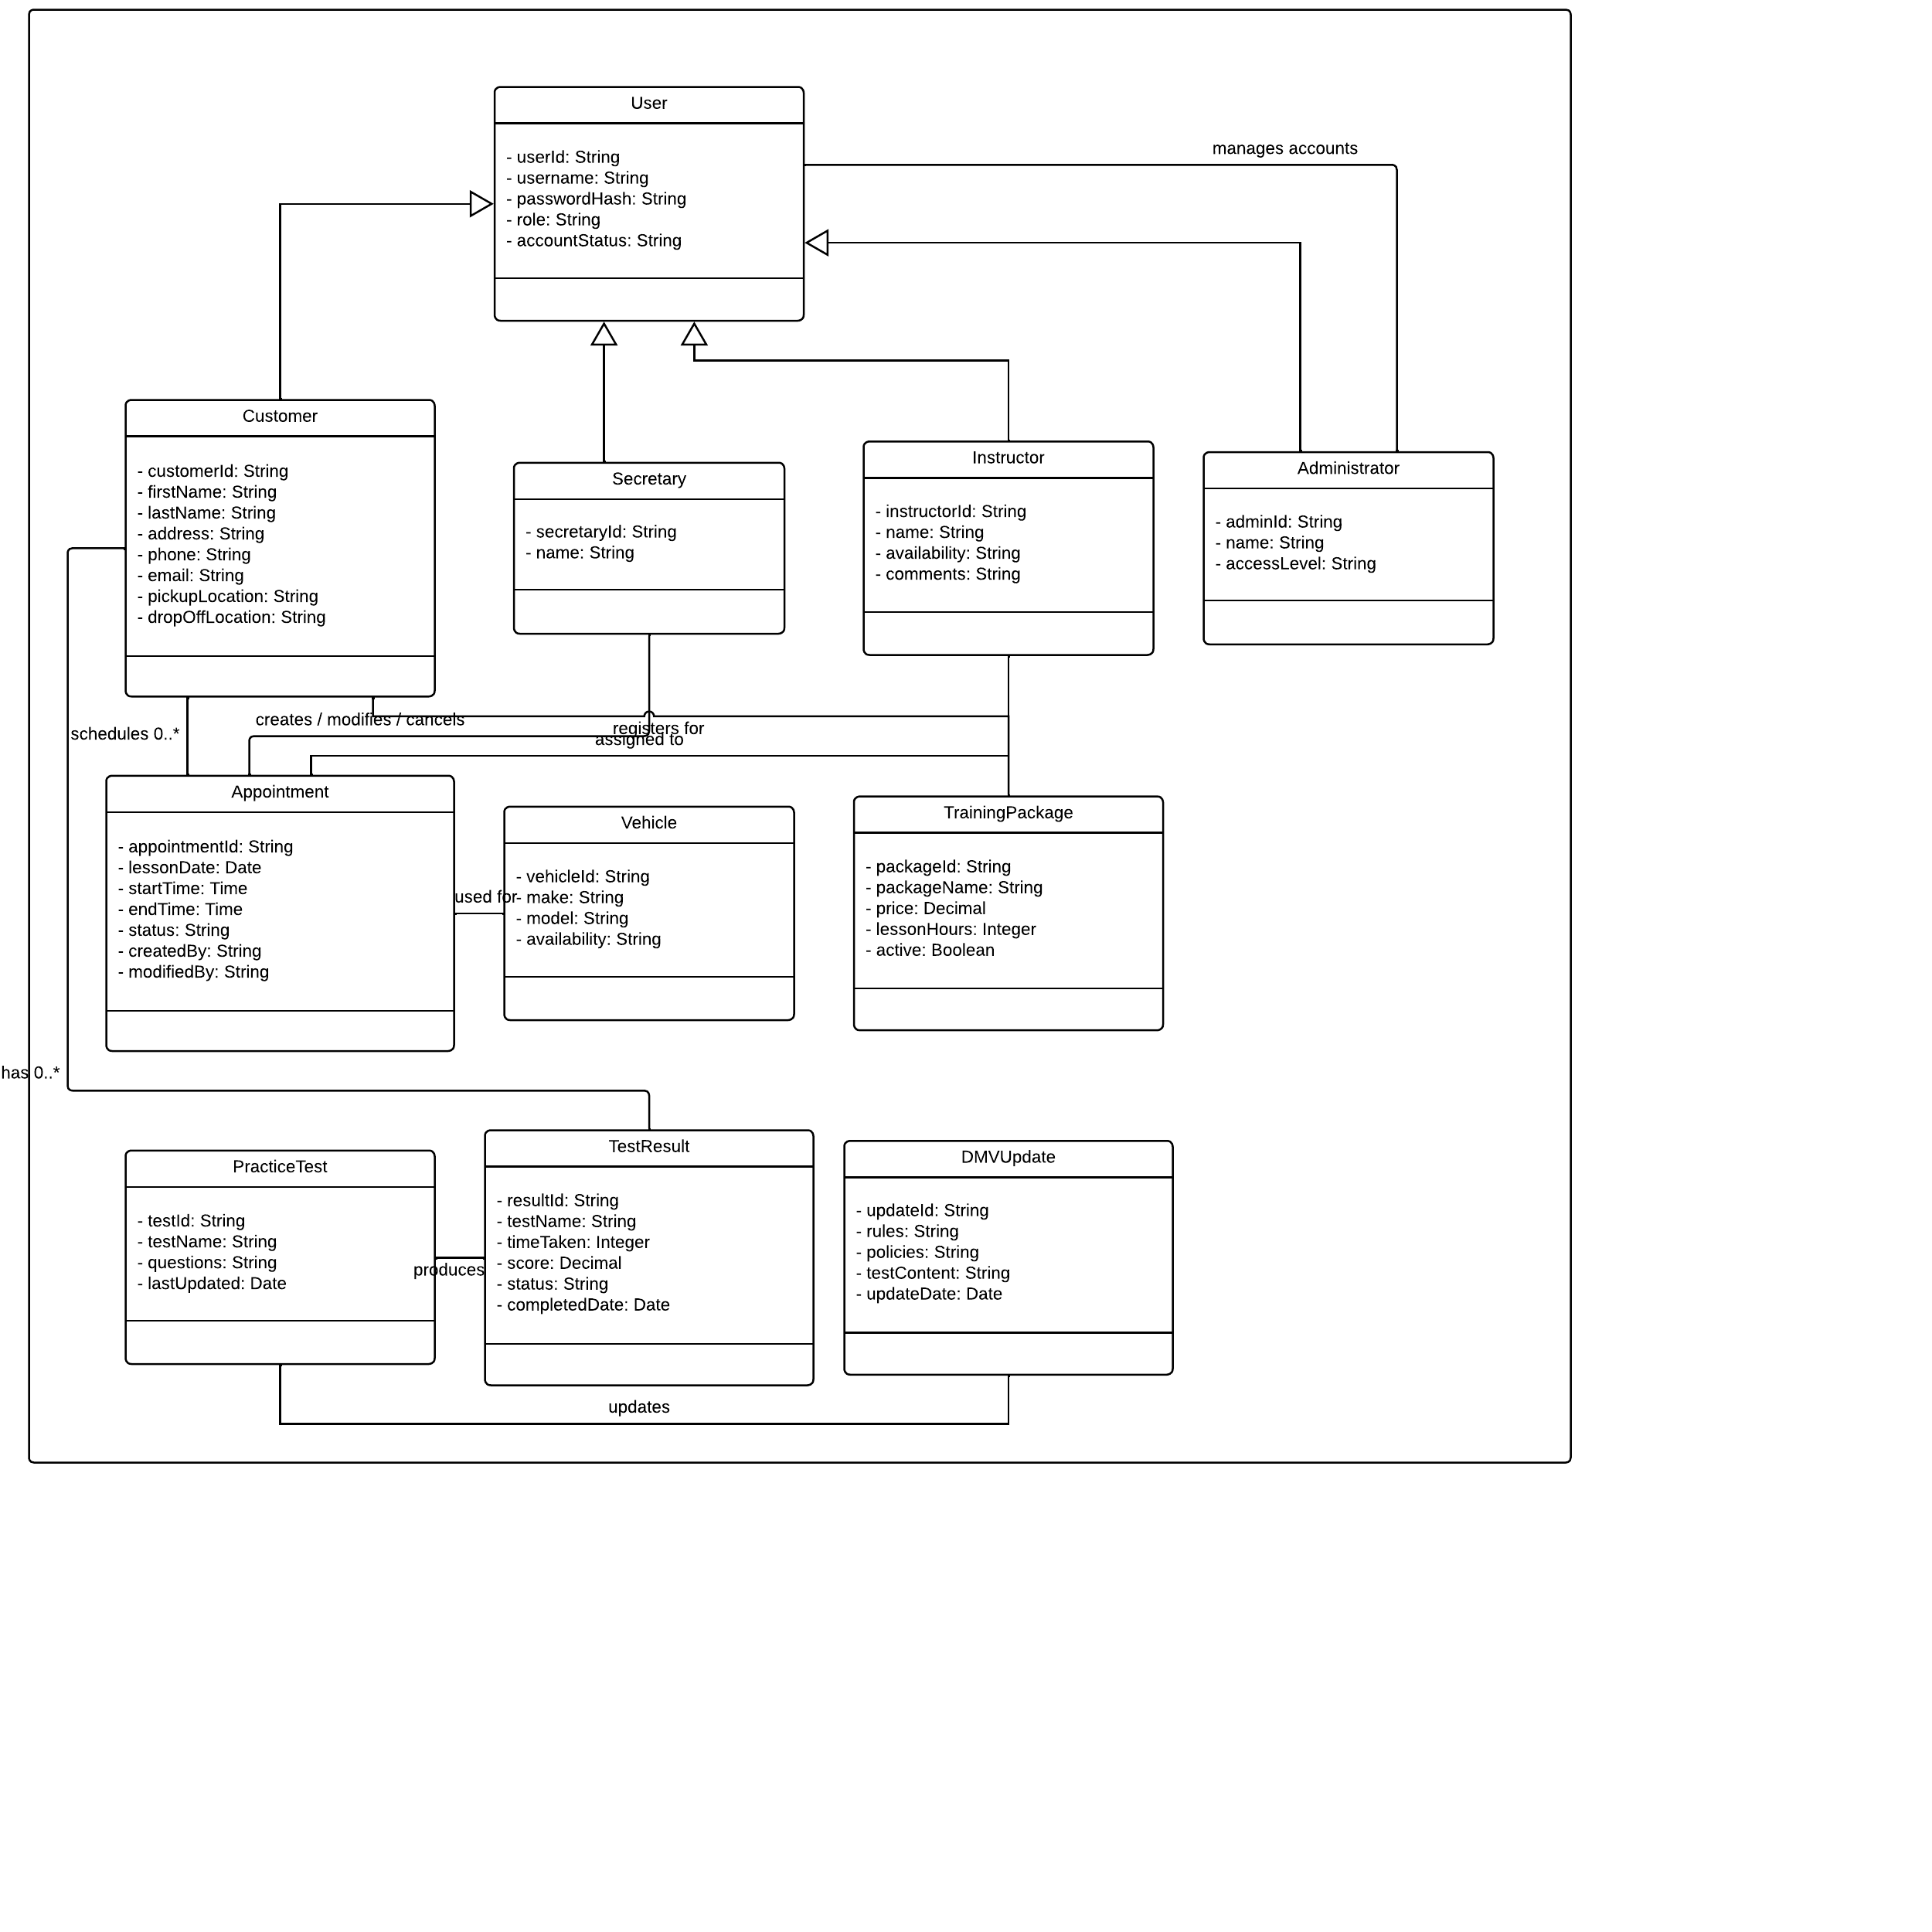 User
- userId: String
- username: String
- passwordHash: String
- role: String
- accountStatus: String
manages accounts
Customer
- customerId: String
- firstName: String
- lastName: String
- address: String
- phone: String
- email: String
- pickupLocation: String
- dropOffLocation: String
Secretary
- secretaryId: String
- name: String
Instructor
- instructorId: String
- name: String
- availability: String
- comments: String
Administrator
- adminId: String
- name: String
- accessLevel: String
schedules 0..*
creates / modifies / cancels
registers for
assigned to
Appointment
- appointmentId: String
- lessonDate: Date
- startTime: Time
- endTime: Time
- status: String
- createdBy: String
- modifiedBy: String
used for
Vehicle
- vehicleId: String
- make: String
- model: String
- availability: String
TrainingPackage
- packageId: String
- packageName: String
- price: Decimal
- lessonHours: Integer
- active: Boolean
has 0..*
PracticeTest
- testId: String
- testName: String
- questions: String
- lastUpdated: Date
produces
TestResult
- resultId: String
- testName: String
- timeTaken: Integer
- score: Decimal
- status: String
- completedDate: Date
DMVUpdate
- updateId: String
- rules: String
- policies: String
- testContent: String
- updateDate: Date
updates